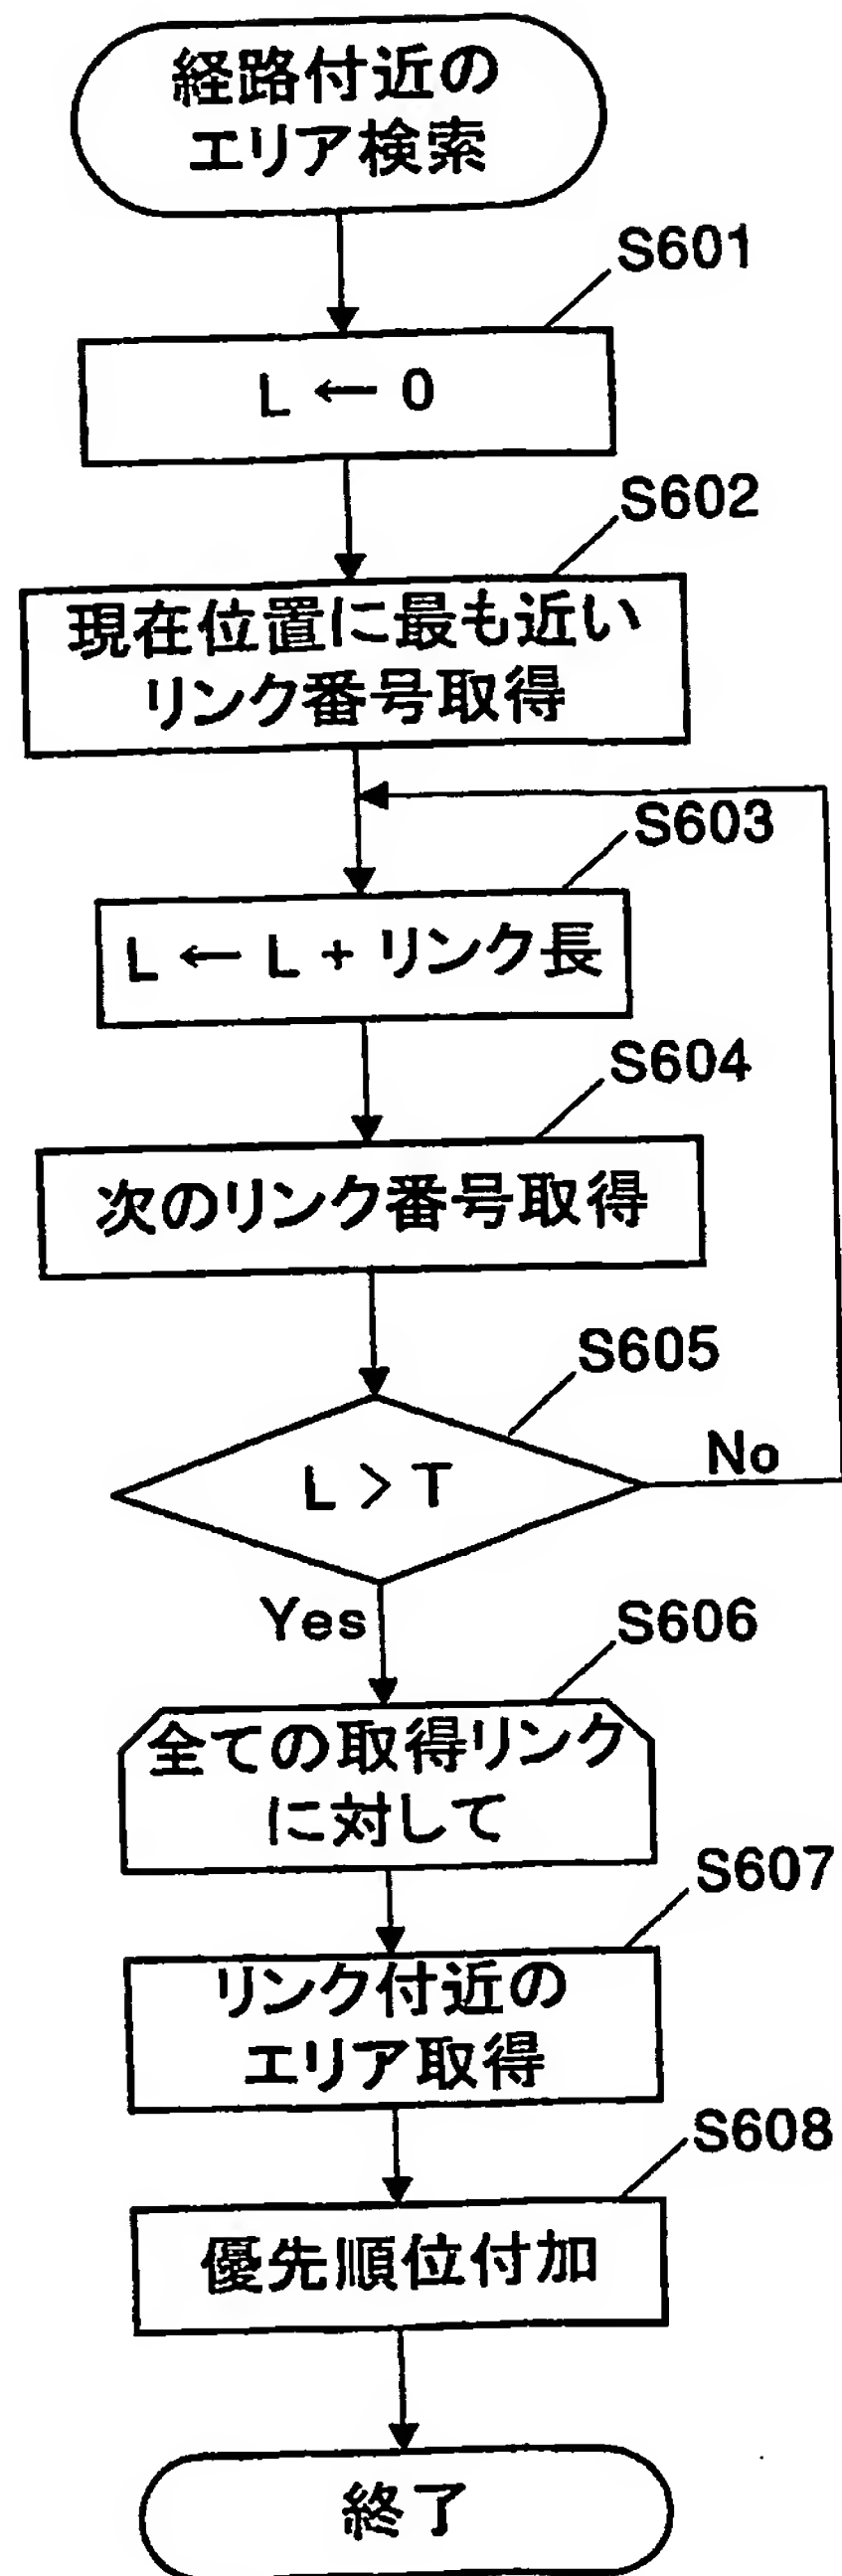 経路付近の
エリア検索
S601
L ← 0
S602
現在位置に最も近い
リンク番号取得
S603
L ← L + リンク長
S604
次のリンク番号取得
S605
L > T
No
Yes
S606
全ての取得リンク
に対して
S607
リンク付近の
エリア取得
S608
優先順位付加
終了